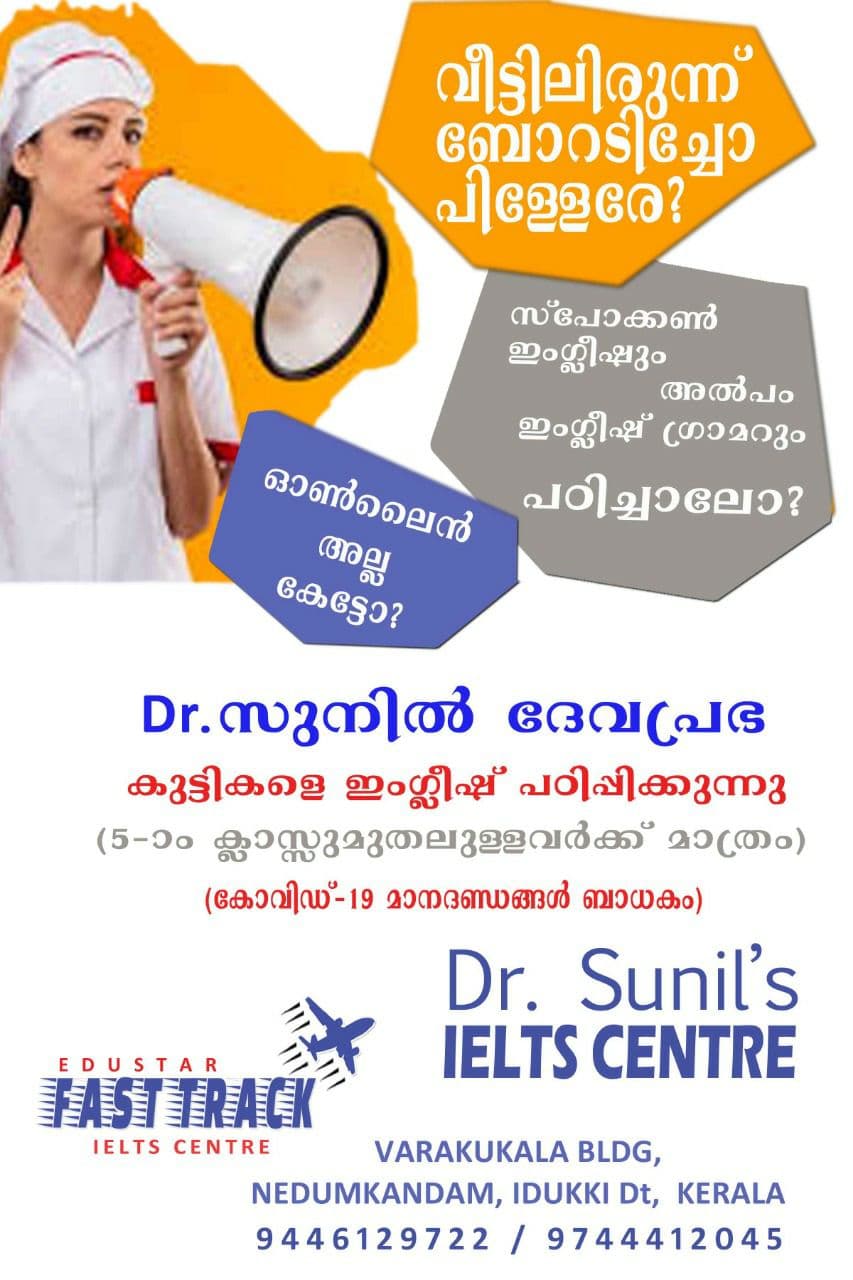 വീട്ടിലിരുന്ന്
ബോറടിച്ചോ
പിള്ളേരേ?
സ്പോക്കൺ
ഇംഗ്ലീഷും
അൽപം
ഇംഗ്ലീഷ് ഗ്രാമറും
പഠിച്ചാലോ?
ഓൺലൈൻ
അല്ല
കേട്ടോ?
Dr.സുനിൽ ദേവപ്രഭ
കുട്ടികളെ ഇംഗ്ലീഷ് പഠിപ്പിക്കുന്നു
(5-ാം ക്ലാസ്സുമുതലുള്ളവർക്ക് മാത്രം)
(കോവിഡ്-19 മാനദണ്ഡങ്ങൾ ബാധകം)
Dr. Sunil's
IELTS CENTRE
EDUSTAR
FAST TRACK
IELTS CENTRE
VARAKUKALA BLDG,
NEDUMKANDAM, IDUKKI Dt, KERALA
9446129722 / 9744412045